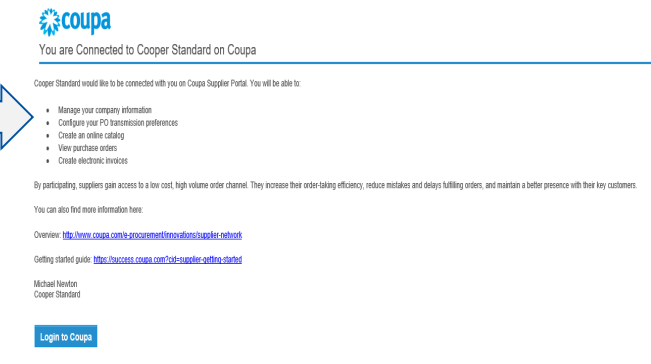 coupa
You are Connected to Cooper Standard on Coupa
Cooper Standard would like to be connected with you on Coupa Supplier Portal. You will be able to:
• Manage your company information
• Configure your PO transmission preferences
• Create an online catalog
• View purchase orders
• Create electronic invoices
By participating, suppliers gain access to a low cost, high volume order channel. They increase their order-taking efficiency, reduce mistakes and delays fulfilling orders, and maintain a better presence with their key customers.
You can also find more information here:
Overview: http://www.coupa.com/e-procurement/innovations/supplier-network
Getting started guide: https://success.coupa.com?cid=supplier-getting-started
Michael Newton
Cooper Standard
Login to Coupa